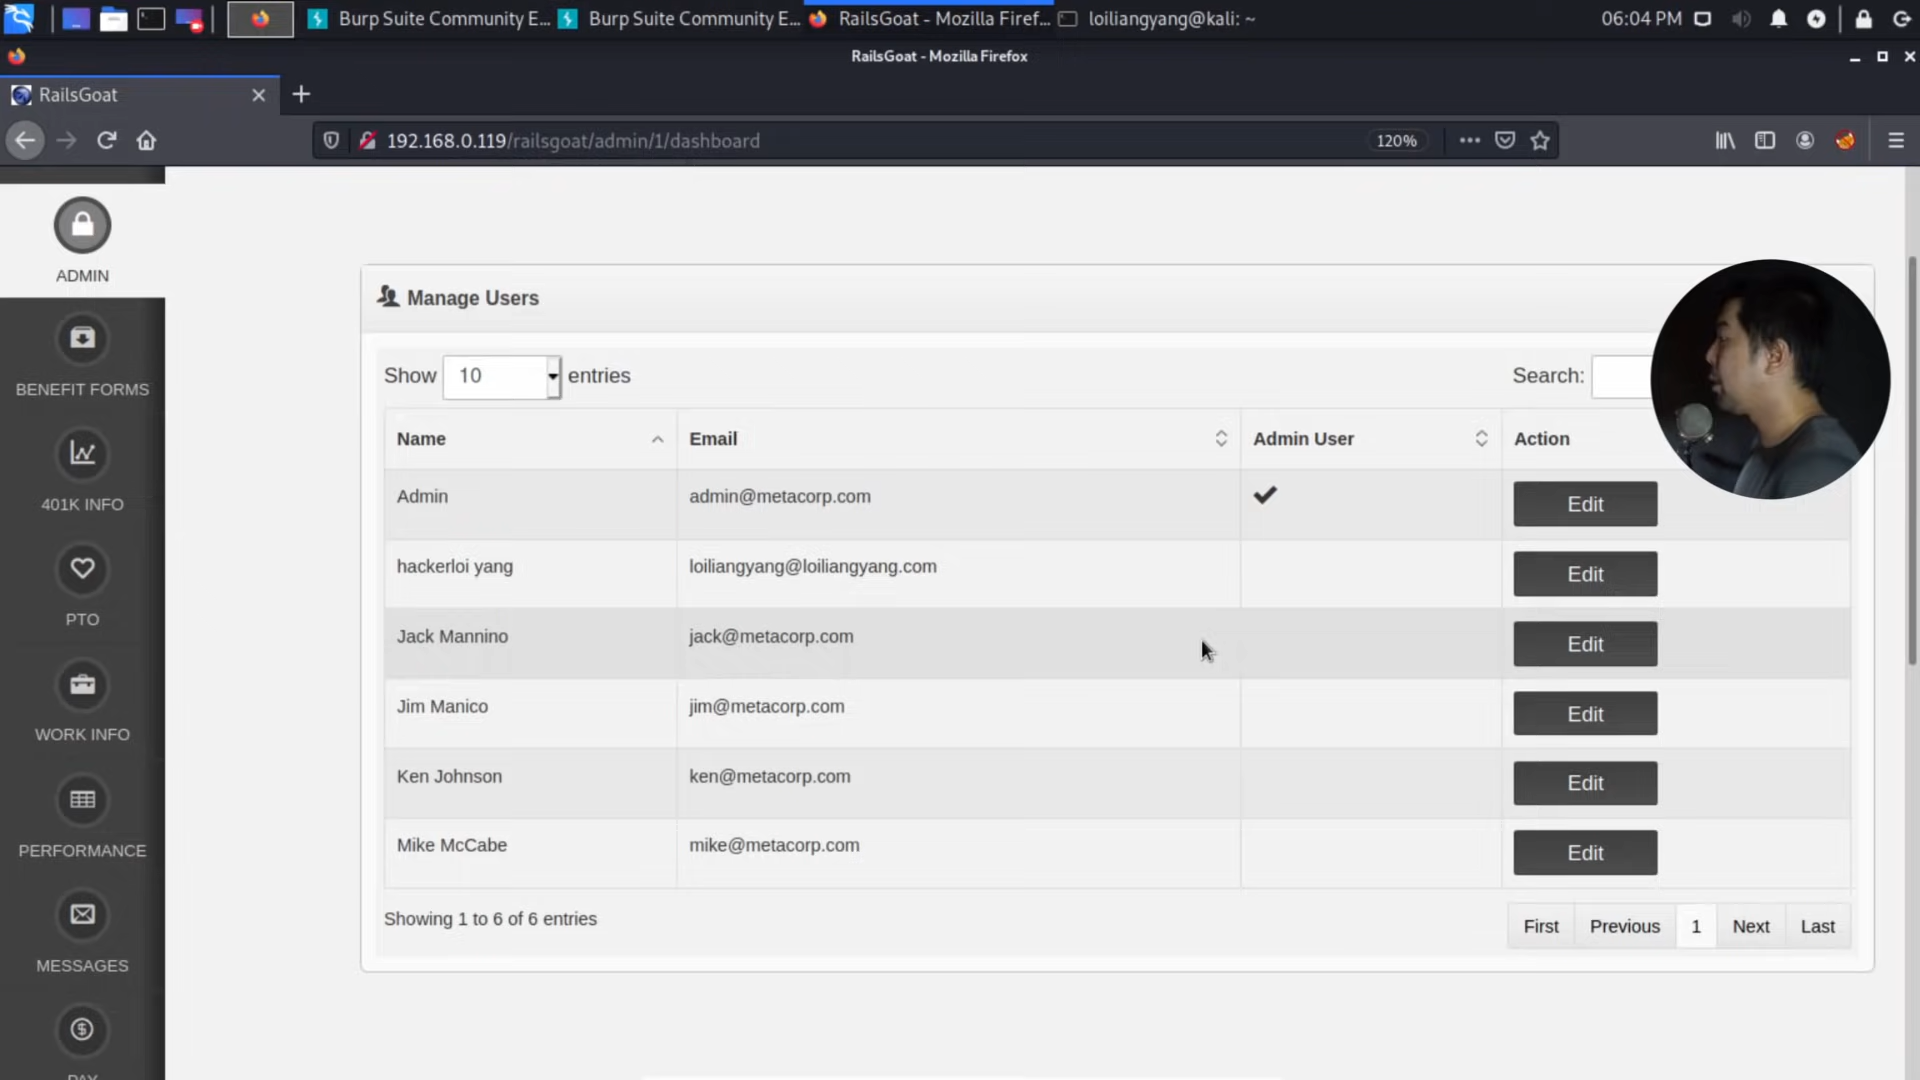 Burp Suite Community E...
Burp Suite Community E...
RailsGoat - Mozilla Firef...
loiliangyang@kali: ~
06:04 PM
RailsGoat - Mozilla Firefox
RailsGoat
192.168.0.119/railsgoat/admin/1/dashboard
120%
ADMIN
BENEFIT FORMS
401K INFO
PTO
WORK INFO
PERFORMANCE
MESSAGES
PAY
Manage Users
Show 10 entries
Search:
Name Email Admin User Action
Admin admin@metacorp.com Edit
hackerloi yang loiliangyang@loiliangyang.com Edit
Jack Mannino jack@metacorp.com Edit
Jim Manico jim@metacorp.com Edit
Ken Johnson ken@metacorp.com Edit
Mike McCabe mike@metacorp.com Edit
Showing 1 to 6 of 6 entries
First Previous 1 Next Last